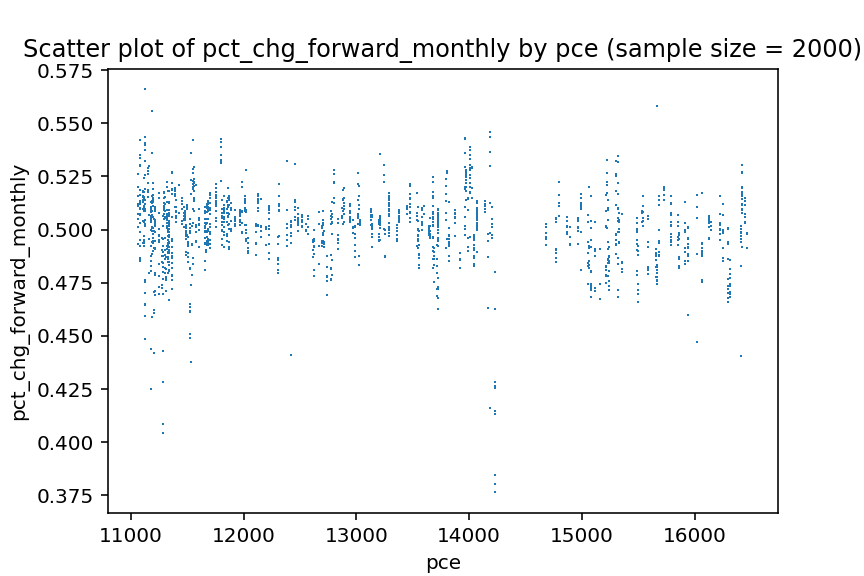 Scatter plot of pct_chg_forward_monthly by pce (sample size = 2000)
0.575
0.550
0.525
0.500
0.475
0.450
0.425
0.400
0.375
pct_chg_forward_monthly
11000 12000 13000 14000 15000 16000
pce